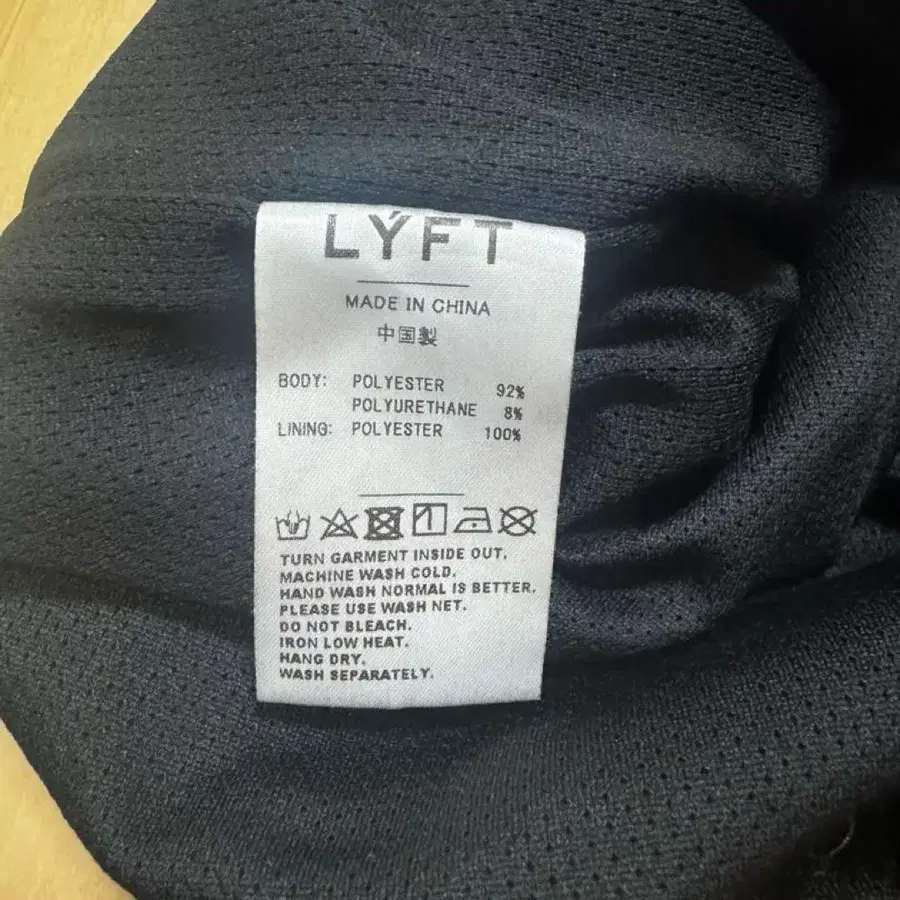 LÝFT
MADE IN CHINA
中国製
BODY: POLYESTER 92%
POLYURETHANE 8%
LINING: POLYESTER 100%
TURN GARMENT INSIDE OUT.
MACHINE WASH COLD.
HAND WASH NORMAL IS BETTER.
PLEASE USE WASH NET.
DO NOT BLEACH.
IRON LOW HEAT.
HANG DRY.
WASH SEPARATELY.